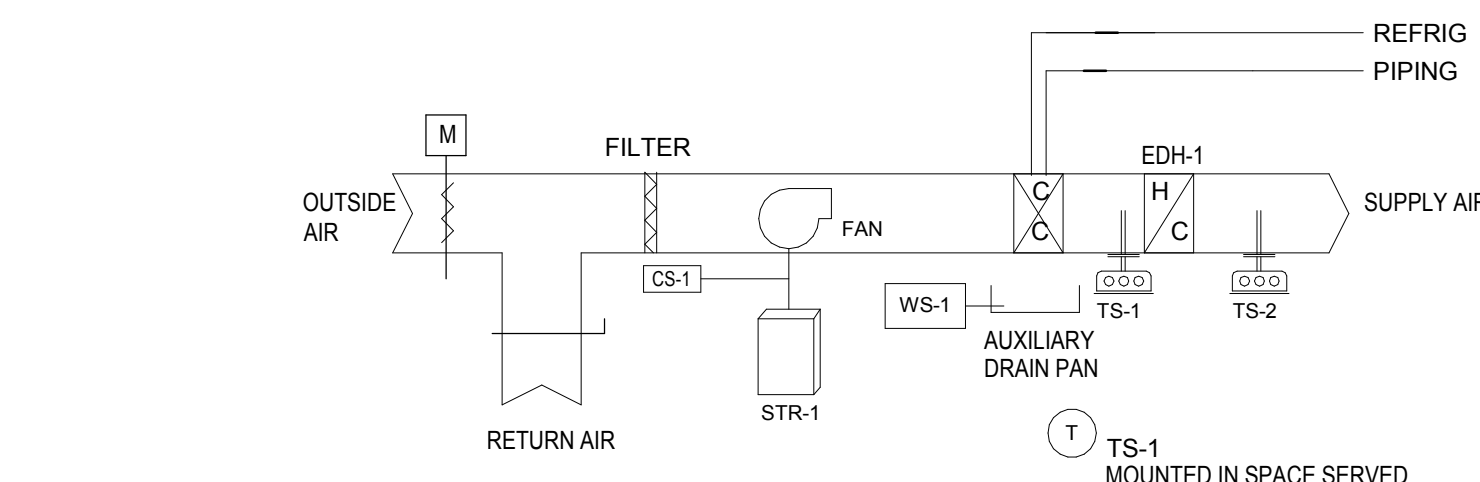 REFRIG
PIPING
M
FILTER
EDH-1
OUTSIDE
AIR
C
C
H
C
SUPPLY AIR
FAN
CS-1
WS-1
TS-1
TS-2
AUXILIARY
DRAIN PAN
STR-1
RETURN AIR
T
TS-1
MOUNTED IN SPACE SERVED